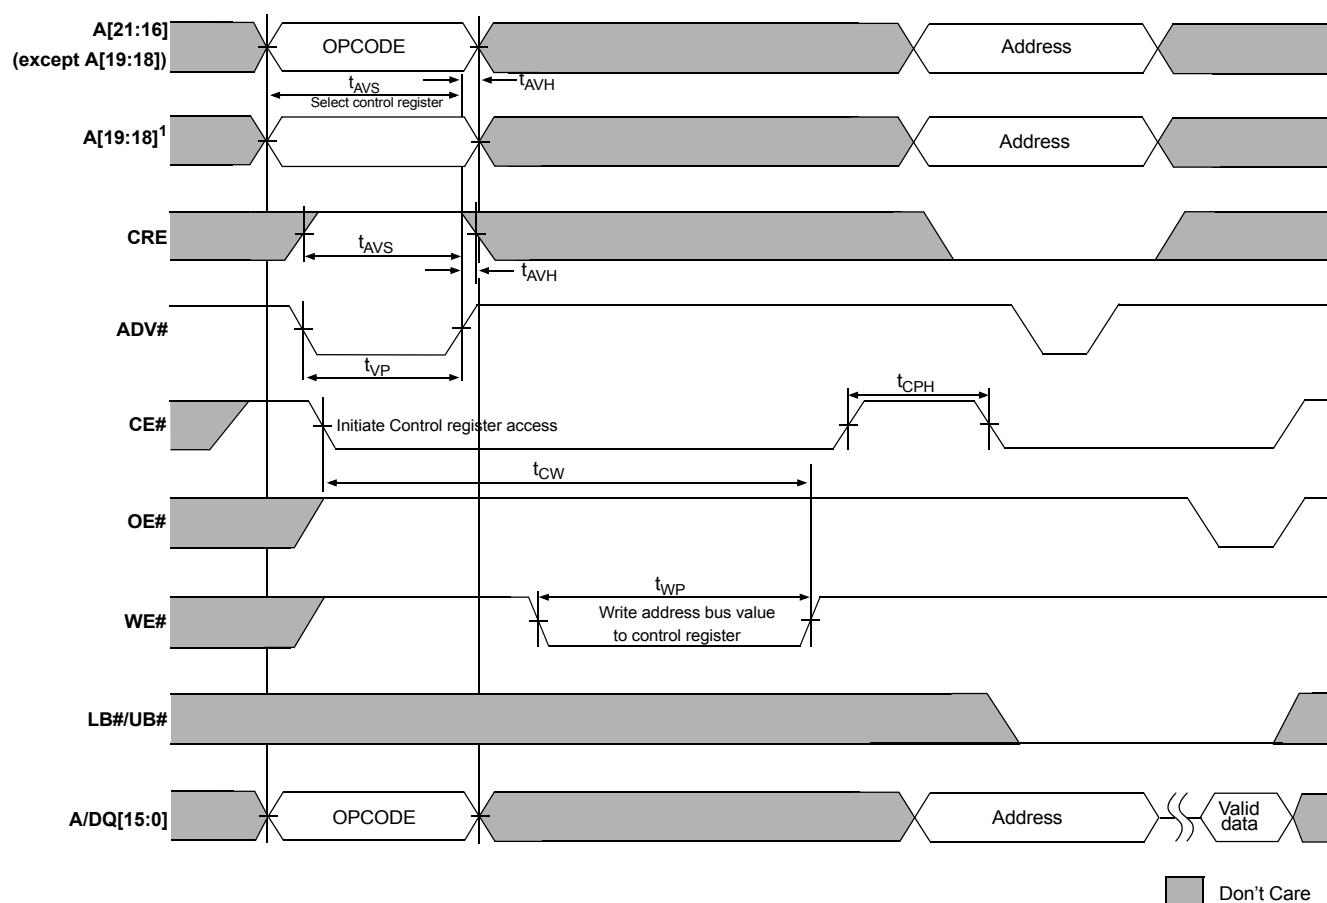 A[21:16]
(except A[19:18])
OPCODE
Address
tAVS
tAVH
Select control register
A[19:18]1
Address
CRE
tAVS
tAVH
ADV#
tVP
tCPH
CE#
Initiate Control register access
tCW
OE#
tWP
WE#
Write address bus value
to control register
LB#/UB#
A/DQ[15:0]
OPCODE
Address
Valid
data
Don't Care